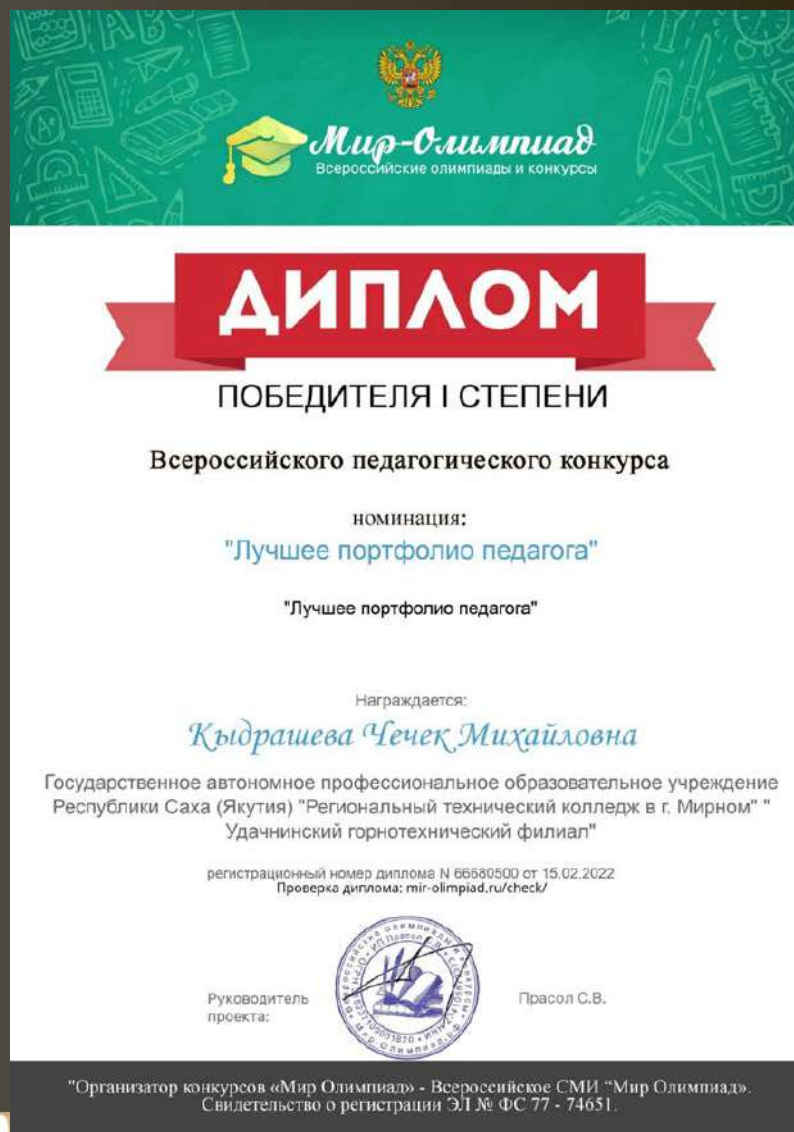 Мир-Олимпиад
Всероссийские олимпиады и конкурсы
ДИПЛОМ
ПОБЕДИТЕЛЯ I СТЕПЕНИ
Всероссийского педагогического конкурса
номинация:
"Лучшее портфолио педагога"
"Лучшее портфолио педагога"
Награждается:
Кыдрашева Чечек Михайловна
Государственное автономное профессиональное образовательное учреждение
Республики Саха (Якутия) "Региональный технический колледж в г. Мирном" "
Удачнинский горнотехнический филиал"
регистрационный номер диплома N 66680500 от 15.02.2022
Проверка диплома: mir-olimpiad.ru/check/
Руководитель
проекта:
Прасол С.В.
"Организатор конкурсов «Мир Олимпиад» - Всероссийское СМИ “Мир Олимпиад».
Свидетельство о регистрации ЭЛ № ФС 77 - 74651.